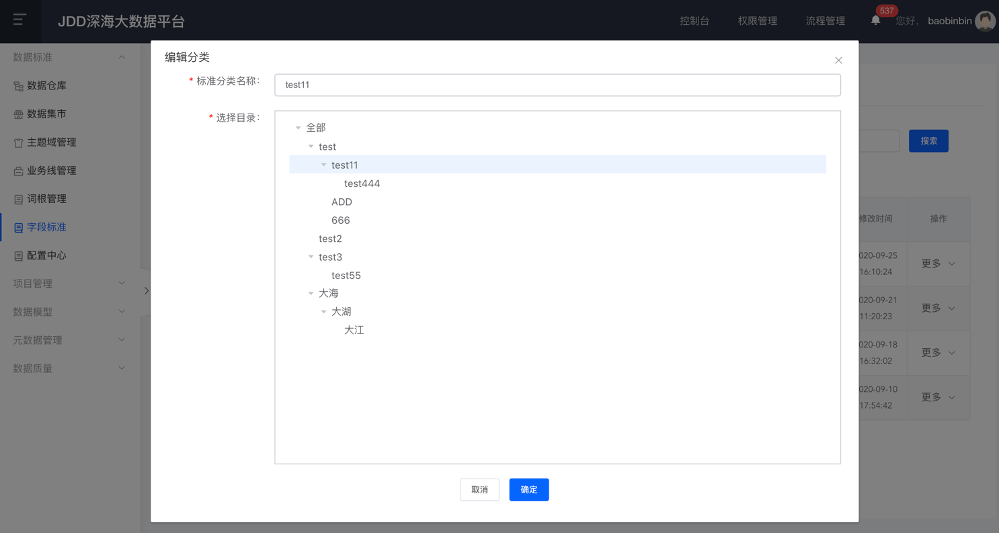 JDD深海大数据平台
控制台
权限管理
流程管理
537
您好,
baobinbin
数据标准
数据仓库
数据集市
主题域管理
业务线管理
词根管理
字段标准
配置中心
项目管理
数据模型
元数据管理
数据质量
编辑分类
* 标准分类名称:
test11
* 选择目录:
全部
test
test11
test444
ADD
666
test2
test3
test55
大海
大湖
大江
取消
确定
搜索
修改时间
操作
020-09-25
16:10:24
更多
020-09-21
11:20:23
更多
020-09-18
16:32:02
更多
020-09-10
17:54:42
更多